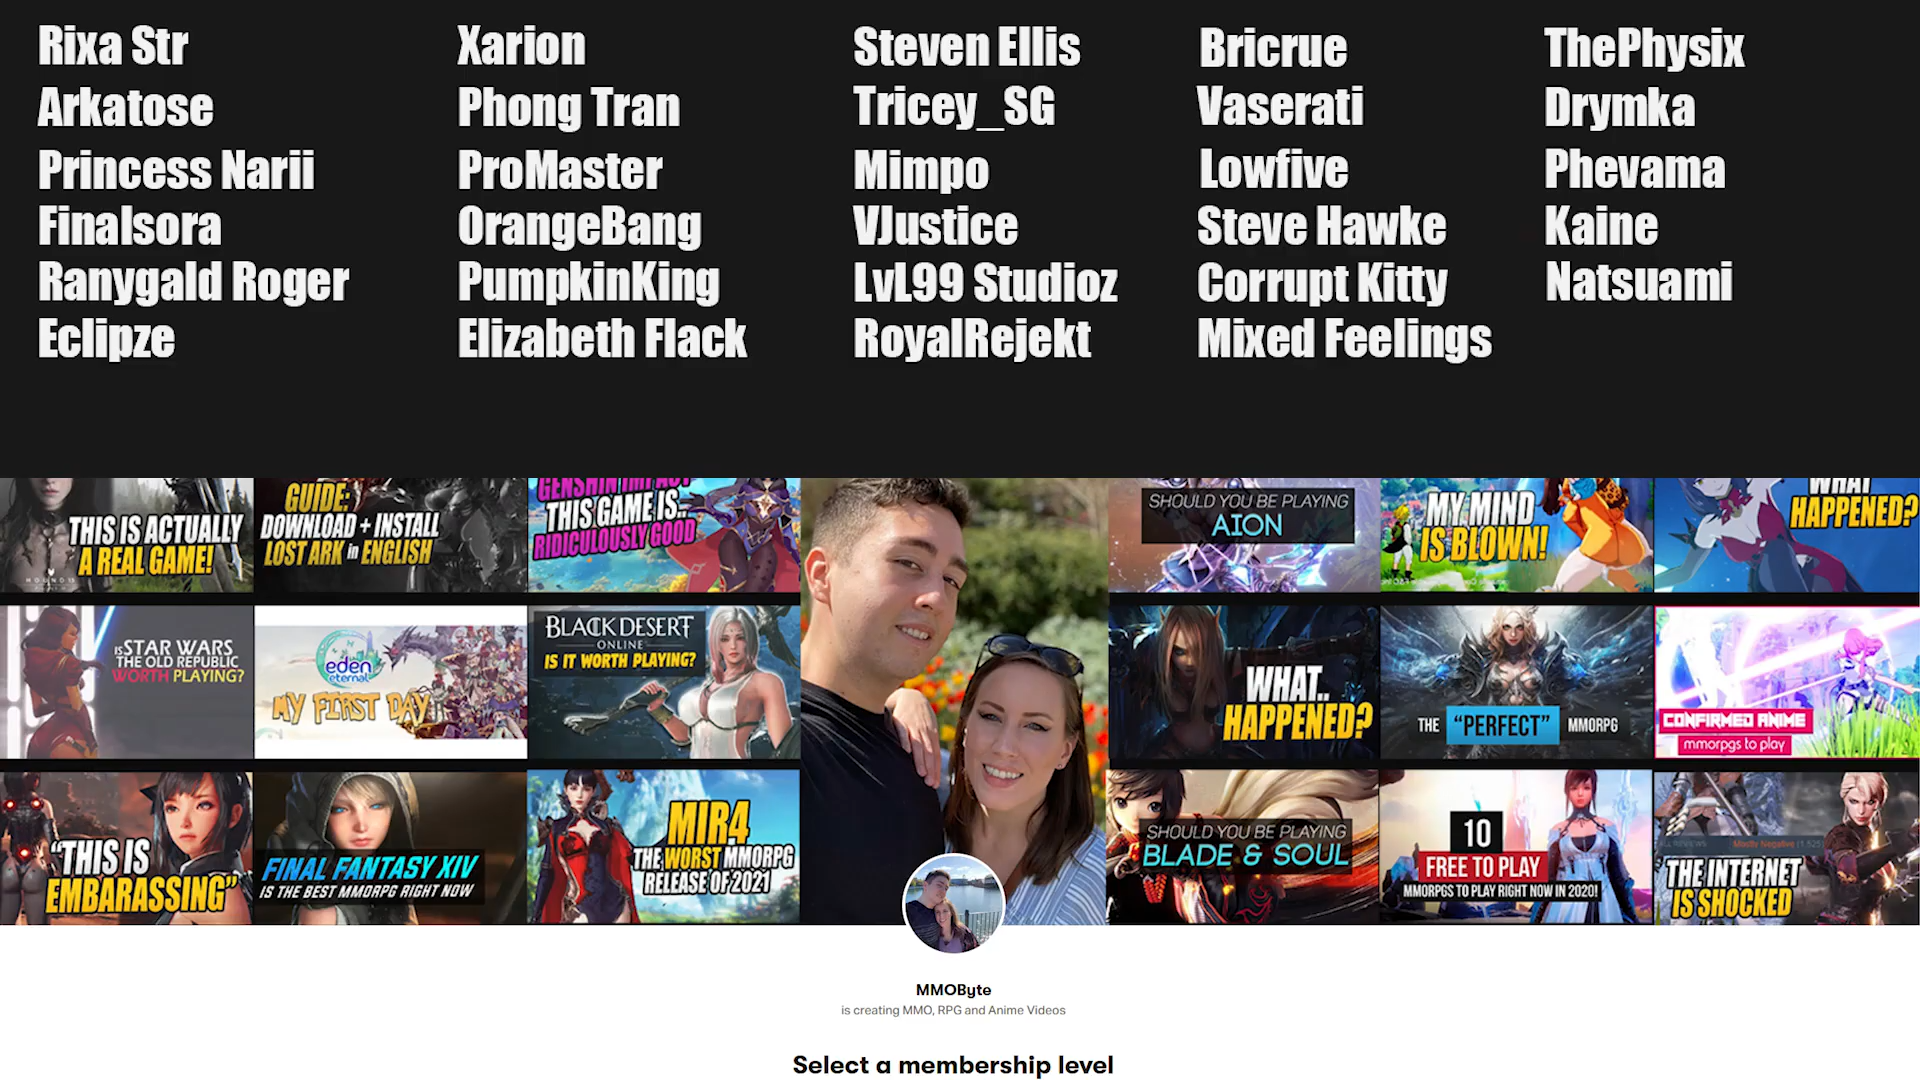 Rixa Str
Arkatose
Princess Narii
Finalsora
Ranygald Roger
Eclipze
Xarion
Phong Tran
ProMaster
OrangeBang
PumpkinKing
Elizabeth Flack
Steven Ellis
Tricey_SG
Mimpo
VJustice
LvL99 Studioz
RoyalRejekt
Bricrue
Vaserati
Lowfive
Steve Hawke
Corrupt Kitty
Mixed Feelings
ThePhysix
Drymka
Phevama
Kaine
Natsuami
THIS IS ACTUALLY
A REAL GAME!
GUIDE:
DOWNLOAD + INSTALL
LOST ARK in ENGLISH
GENSHIN IMPACT
THIS GAME IS..
RIDICULOUSLY GOOD
SHOULD YOU BE PLAYING
AION
MY MIND
IS BLOWN!
WHAT
HAPPENED?
IS STAR WARS
THE OLD REPUBLIC
WORTH PLAYING?
eden
eternal
MY FIRST DAY
BLACK DESERT
ONLINE
IS IT WORTH PLAYING?
WHAT..
HAPPENED?
THE "PERFECT" MMORPG
CONFIRMED ANIME
mmorpgs to play
"THIS IS
EMBARASSING"
FINAL FANTASY XIV
IS THE BEST MMORPG RIGHT NOW
MIR4
THE WORST MMORPG
RELEASE OF 2021
SHOULD YOU BE PLAYING
BLADE & SOUL
10
FREE TO PLAY
MMORPGS TO PLAY RIGHT NOW IN 2020!
Mostly Negative
THE INTERNET
IS SHOCKED
MMOByte
is creating MMO, RPG and Anime Videos
Select a membership level